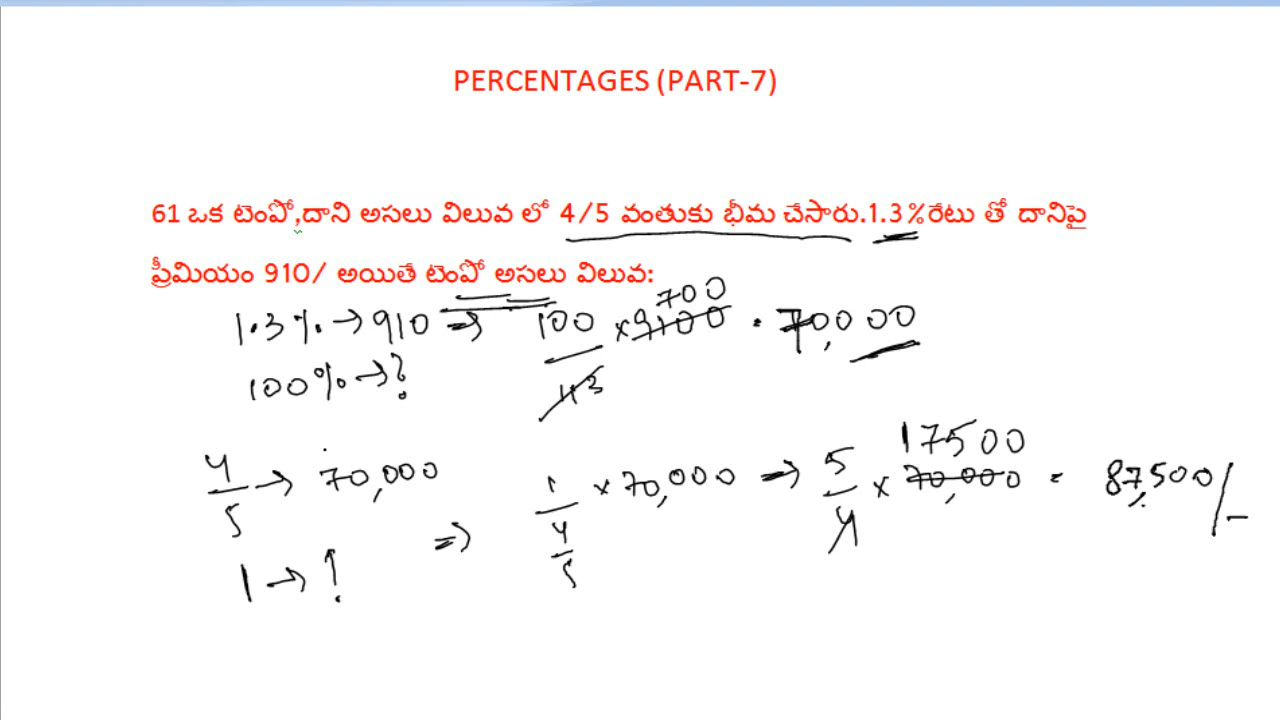 PERCENTAGES (PART-7)
61 ఒక టెంపో,దాని అసలు విలువ లో 4/5 వంతుకు భీమ చేసారు.1.3%రేటు తో దానిపై
ప్రీమియం 910/ అయితే టెంపో అసలు విలువ:
700
1.3% → 910 ⇒ 100 × 9100 = 70,000
100% → ? 13
17500
4/5 → 70,000 1 × 70,000 ⇒ 5/4 × 70,000 = 87,500/-
⇒ 4/5
1 → ?